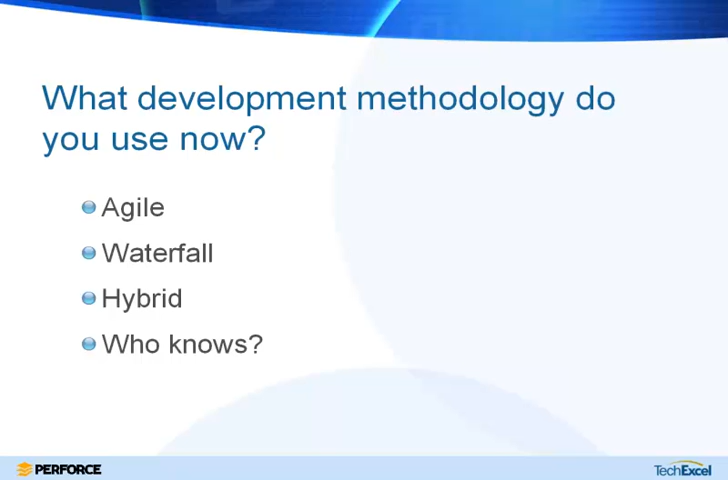 What development methodology do
you use now?
Agile
Waterfall
Hybrid
Who knows?
PERFORCE
TechExcel